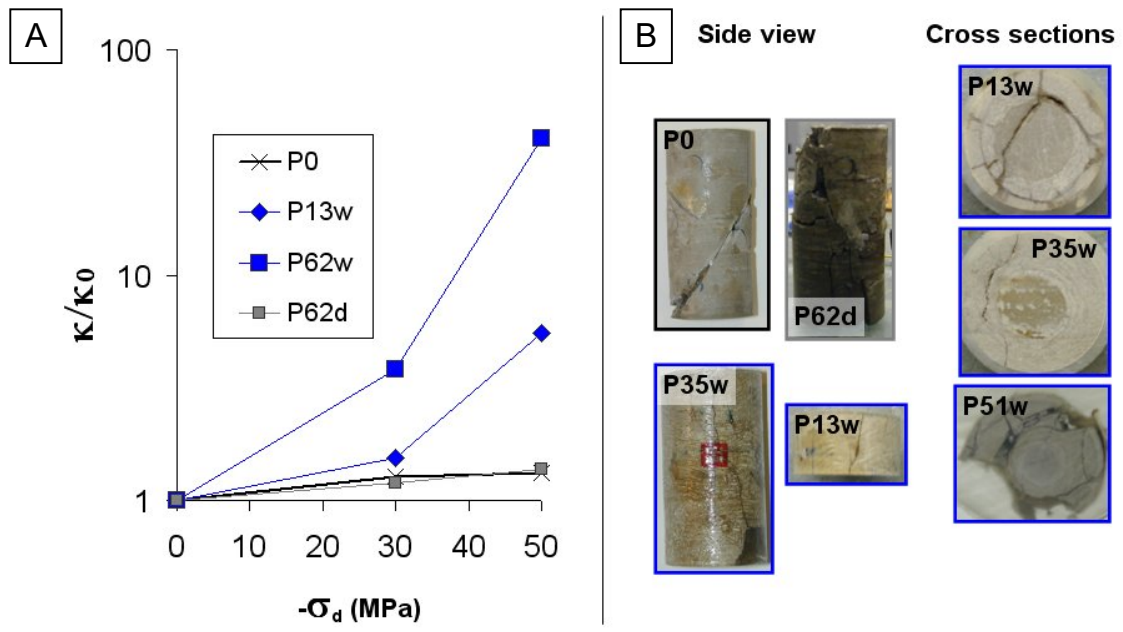 A
100
10
1
κ/κ0
P0
P13w
P62w
P62d
0 10 20 30 40 50
-σd (MPa)
B
Side view
Cross sections
P0
P62d
P35w
P13w
P13w
P35w
P51w